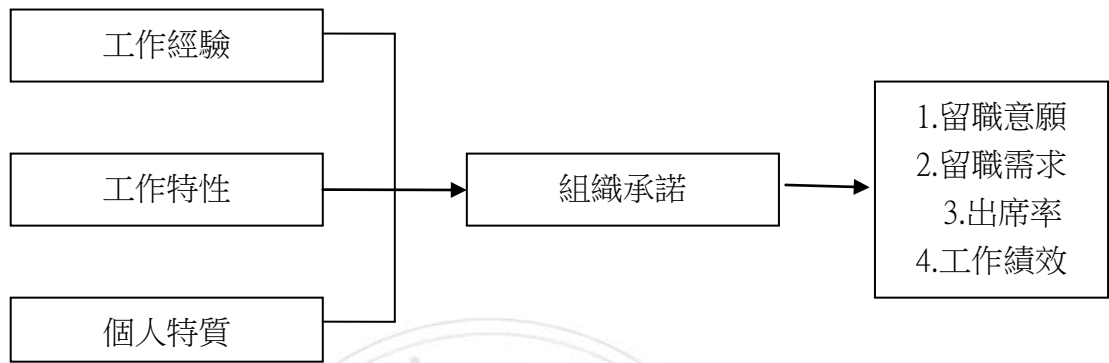 工作經驗
工作特性
個人特質
組織承諾
1.留職意願
2.留職需求
3.出席率
4.工作績效